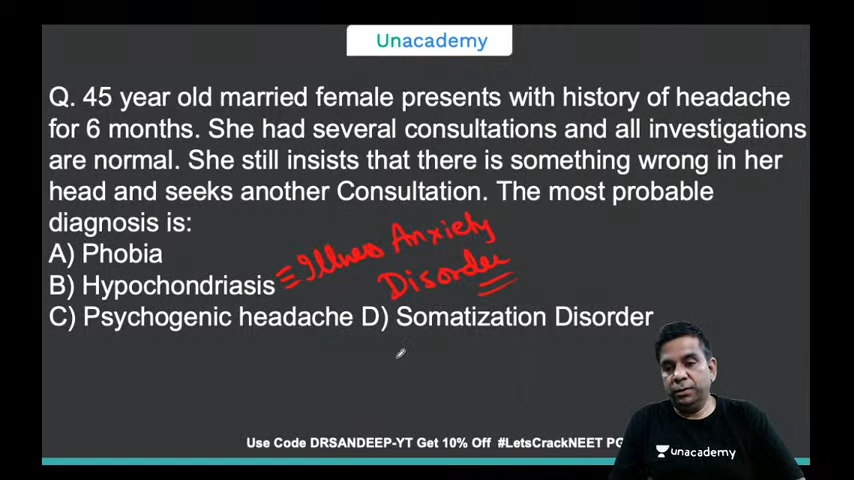 Unacademy
Q. 45 year old married female presents with history of headache
for 6 months. She had several consultations and all investigations
are normal. She still insists that there is something wrong in her
head and seeks another Consultation. The most probable
diagnosis is:
A) Phobia
B) Hypochondriasis = Illness Anxiety
Disorder
C) Psychogenic headache D) Somatization Disorder
Use Code DRSANDEEP-YT Get 10% Off #LetsCrackNEET PG
unacademy